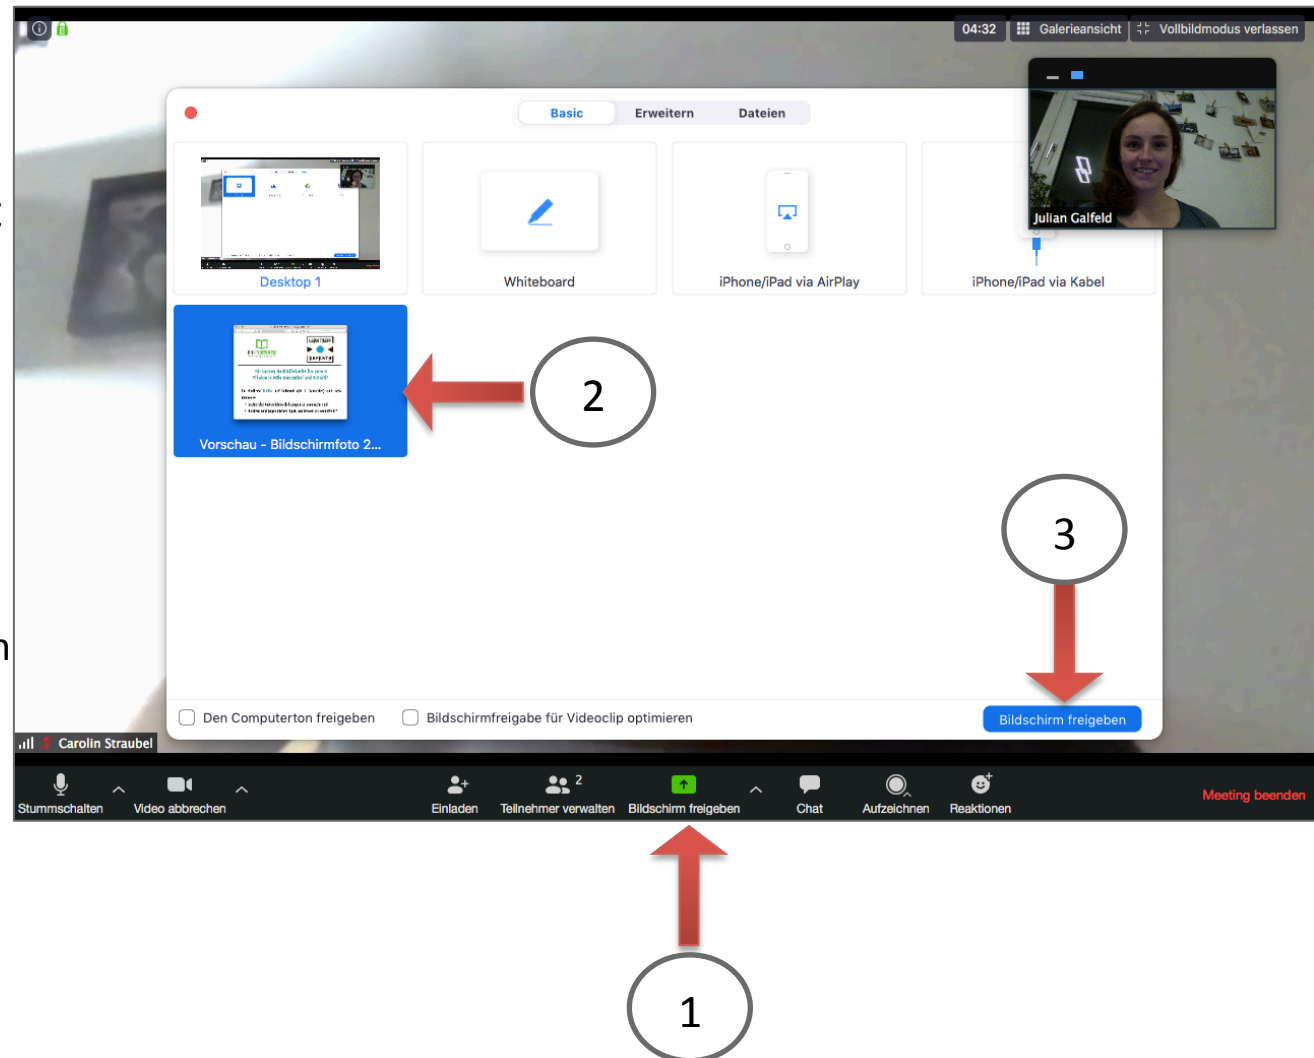 04:32 Galerieansicht Vollbildmodus verlassen
Basic Erweitern Dateien
Julian Galfeld
Desktop 1 Whiteboard iPhone/iPad via AirPlay iPhone/iPad via Kabel
2
Vorschau - Bildschirmfoto 2...
3
n
Den Computerton freigeben Bildschirmfreigabe für Videoclip optimieren Bildschirm freigeben
Carolin Straubel
2
Stummschalten Video abbrechen Einladen Teilnehmer verwalten Bildschirm freigeben Chat Aufzeichnen Reaktionen Meeting beenden
1